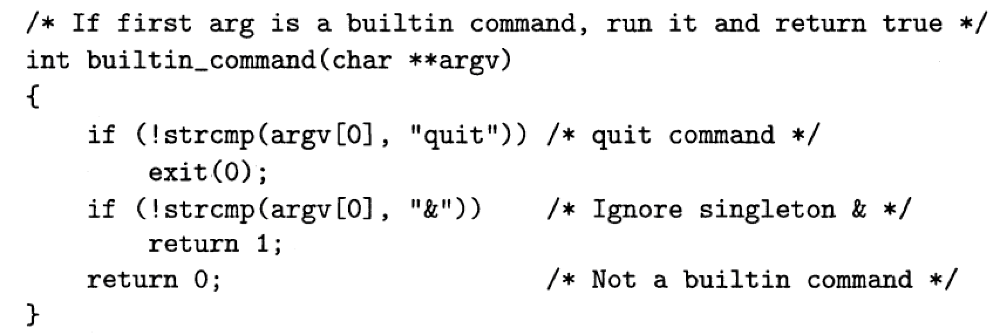 /* If first arg is a builtin command, run it and return true */
int builtin_command(char **argv)
{
    if (!strcmp(argv[0], "quit")) /* quit command */
        exit(0);
    if (!strcmp(argv[0], "&"))    /* Ignore singleton & */
        return 1;
    return 0;                     /* Not a builtin command */
}